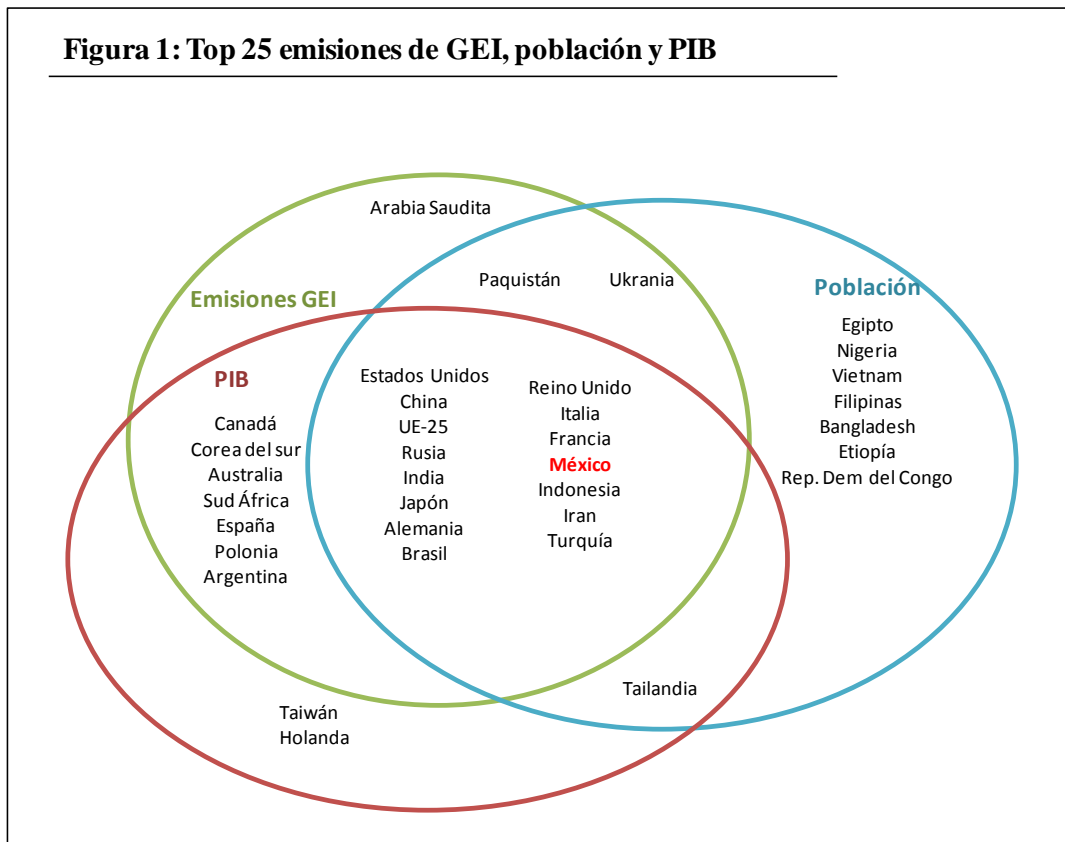 Figura 1: Top 25 emisiones de GEI, población y PIB
Arabia Saudita
Paquistán
Ukrania
Emisiones GEI
Población
Egipto
Nigeria
Vietnam
Filipinas
Bangladesh
Etiopía
Rep. Dem del Congo
PIB
Canadá
Corea del sur
Australia
Sud África
España
Polonia
Argentina
Estados Unidos
China
UE-25
Rusia
India
Japón
Alemania
Brasil
Reino Unido
Italia
Francia
México
Indonesia
Iran
Turquía
Tailandia
Taiwán
Holanda